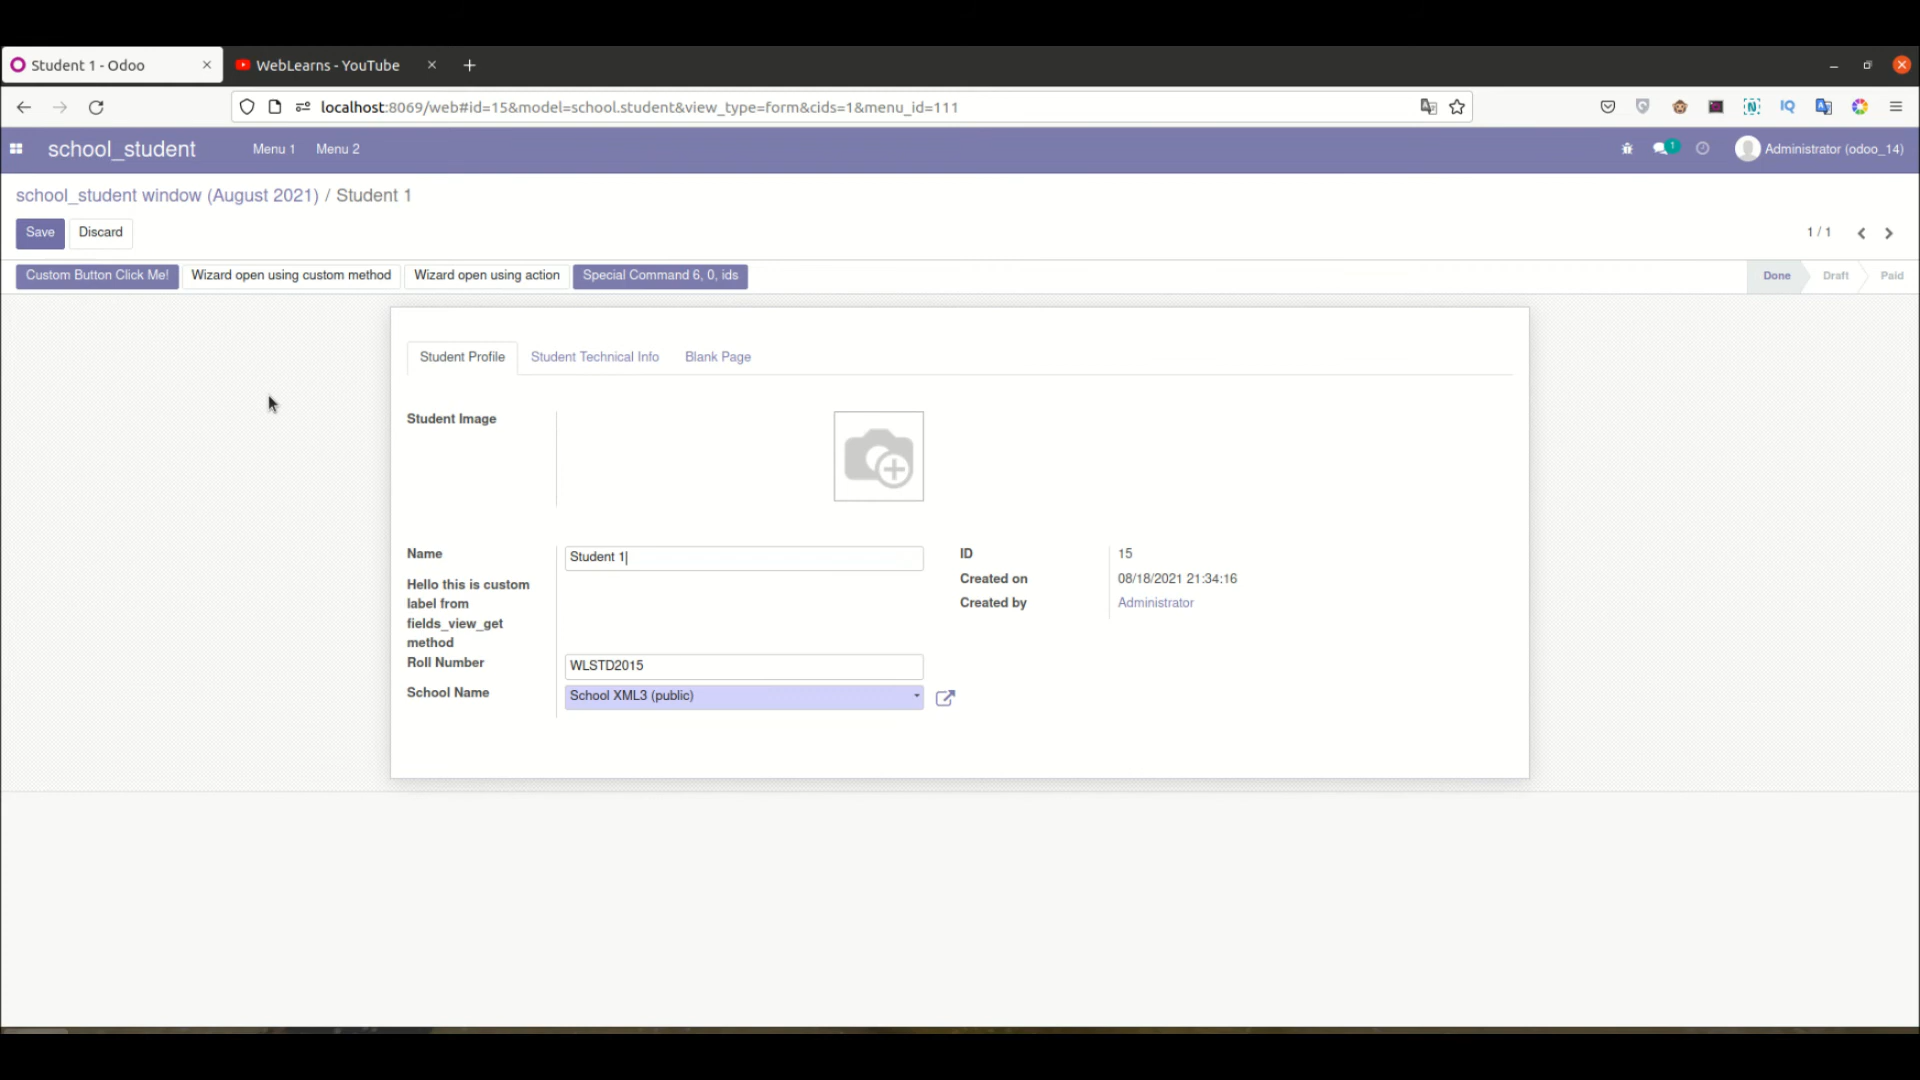 Student 1 - Odoo
WebLearns - YouTube
localhost:8069/web#id=15&model=school.student&view_type=form&cids=1&menu_id=111
IQ
school_student
Menu 1
Menu 2
1
Administrator (odoo_14)
school_student window (August 2021) / Student 1
Save
Discard
1 / 1
Custom Button Click Me!
Wizard open using custom method
Wizard open using action
Special Command 6, 0, ids
Done
Draft
Paid
Student Profile
Student Technical Info
Blank Page
Student Image
Name
Student 1
Hello this is custom
label from
fields_view_get
method
Roll Number
WLSTD2015
School Name
School XML3 (public)
ID
15
Created on
08/18/2021 21:34:16
Created by
Administrator